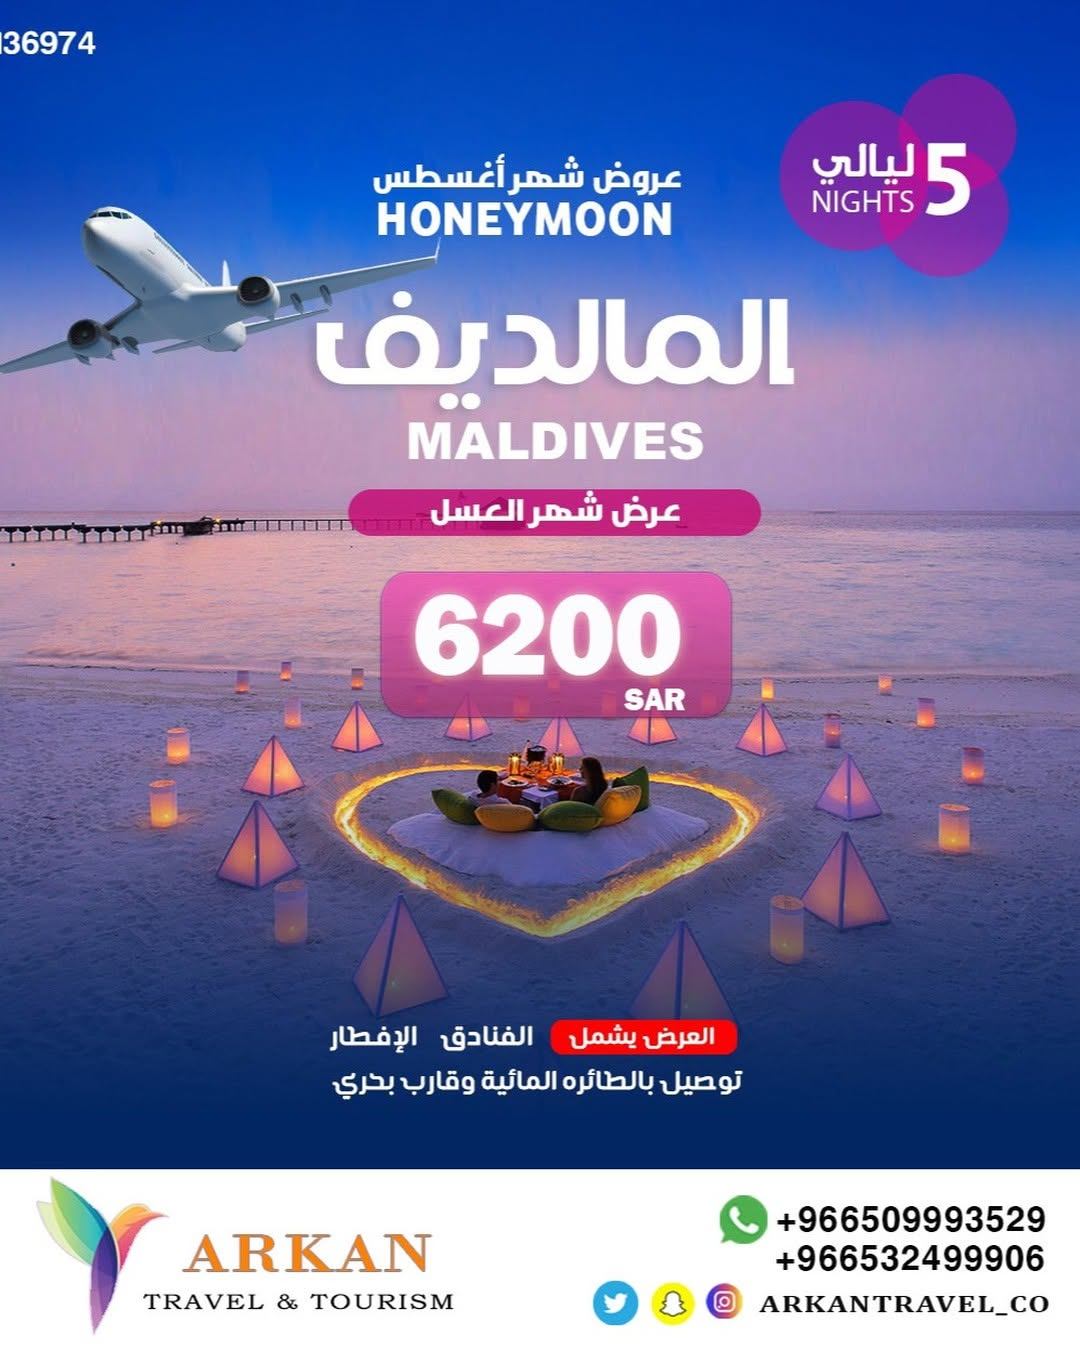 36974
عروض شهر أغسطس
HONEYMOON
5 ليالي
NIGHTS
المالديف
MALDIVES
عرض شهر العسل
6200
SAR
العرض يشمل الفنادق الإفطار
توصيل بالطائره المائية وقارب بحري
ARKAN
TRAVEL & TOURISM
+966509993529
+966532499906
ARKANTRAVEL_CO